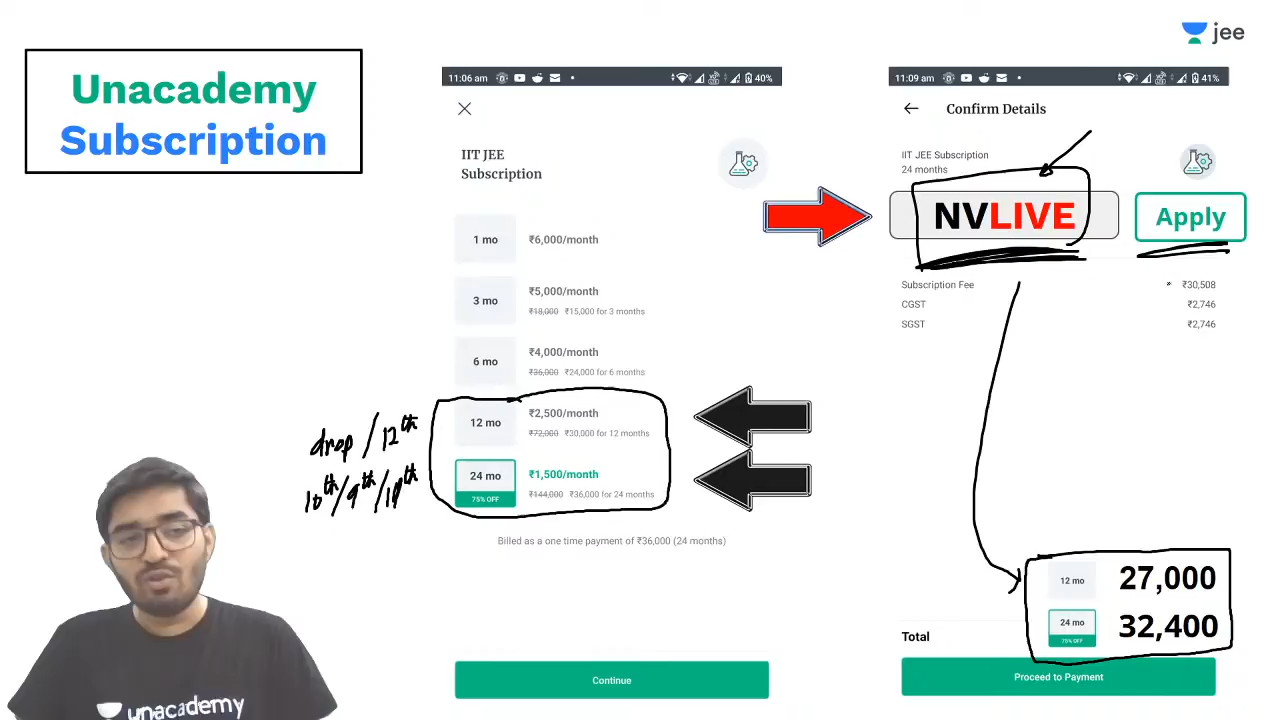 Unacademy
Subscription
jee
11:06 am
40%
IIT JEE
Subscription
1 mo
₹6,000/month
3 mo
₹5,000/month
₹18,000 ₹15,000 for 3 months
6 mo
₹4,000/month
₹36,000 ₹24,000 for 6 months
12 mo
₹2,500/month
₹72,000 ₹30,000 for 12 months
24 mo
75% OFF
₹1,500/month
₹144,000 ₹36,000 for 24 months
Billed as a one time payment of ₹36,000 (24 months)
Continue
drop / 12th
10th/9th/
unacademy
11:09 am
41%
Confirm Details
IIT JEE Subscription
24 months
NVLIVE
Apply
Subscription Fee ₹30,508
CGST ₹2,746
SGST ₹2,746
12 mo 27,000
24 mo 32,400
75% OFF
Total
Proceed to Payment